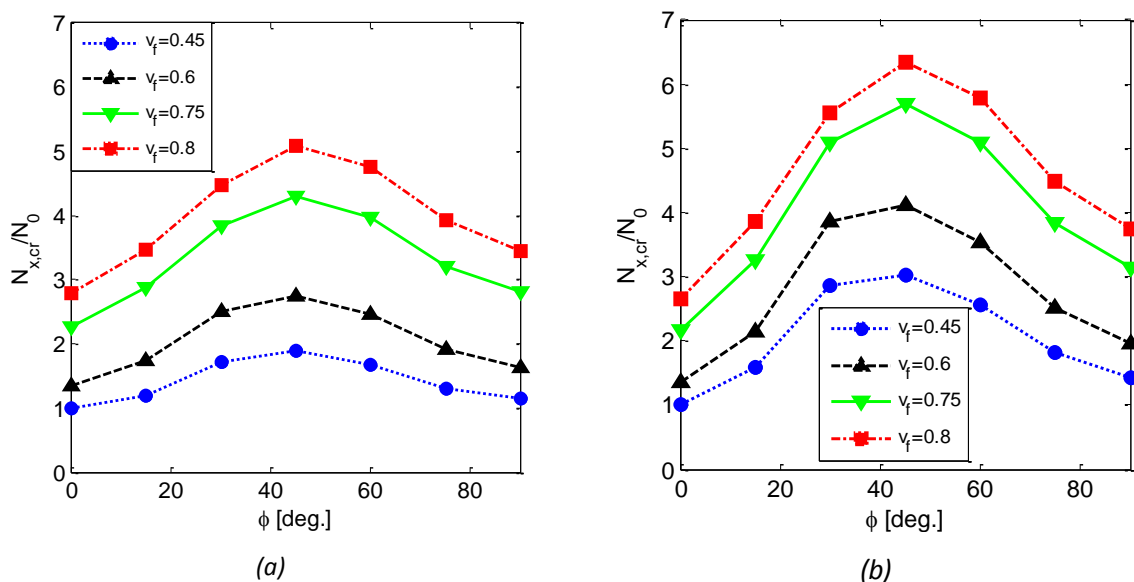 7
6
5
4
3
2
1
0
N_{x,cr}/N_0
v_f=0.45
v_f=0.6
v_f=0.75
v_f=0.8
0 20 40 60 80
ϕ [deg.]
(a)
7
6
5
4
3
2
1
0
N_{x,cr}/N_0
v_f=0.45
v_f=0.6
v_f=0.75
v_f=0.8
0 20 40 60 80
ϕ [deg.]
(b)